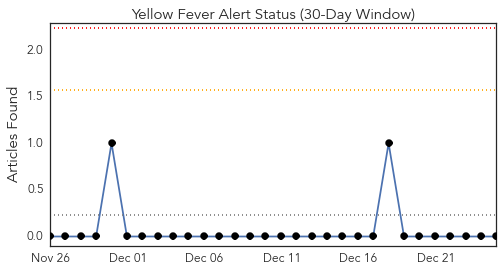 Yellow Fever Alert Status (30-Day Window)
Articles Found
2.0
1.5
1.0
0.5
0.0
Nov 26 Dec 01 Dec 06 Dec 11 Dec 16 Dec 21